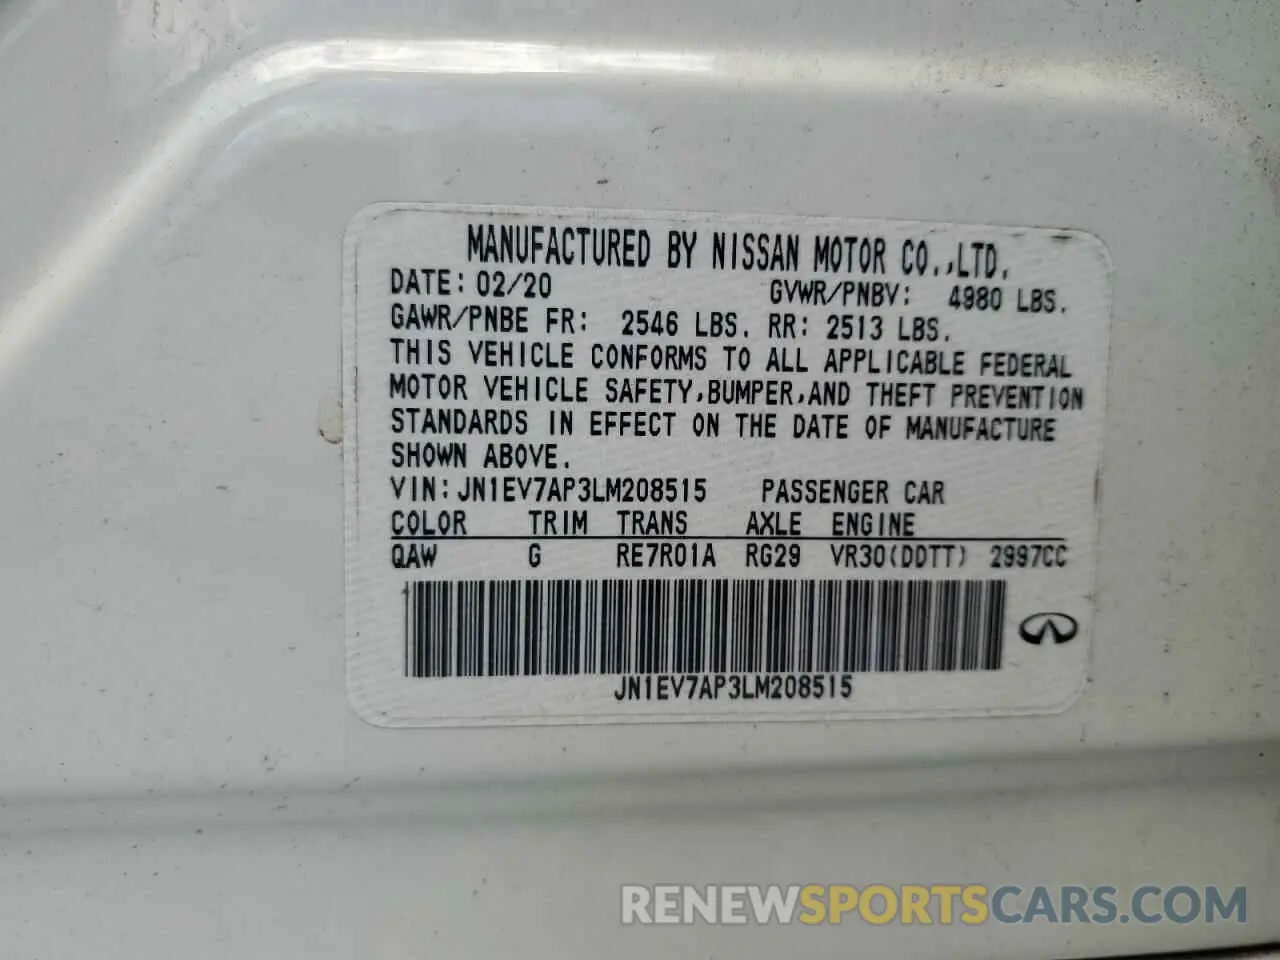 MANUFACTURED BY NISSAN MOTOR CO.,LTD.
DATE: 02/20 GVWR/PNBV: 4980 LBS.
GAWR/PNBE FR: 2546 LBS. RR: 2513 LBS.
THIS VEHICLE CONFORMS TO ALL APPLICABLE FEDERAL
MOTOR VEHICLE SAFETY,BUMPER,AND THEFT PREVENTION
STANDARDS IN EFFECT ON THE DATE OF MANUFACTURE
SHOWN ABOVE.
VIN: JN1EV7AP3LM208515 PASSENGER CAR
COLOR TRIM TRANS AXLE ENGINE
QAW G RE7R01A RG29 VR30(DDTT) 2997CC
JN1EV7AP3LM208515
RENEWSPORTSCARS.COM